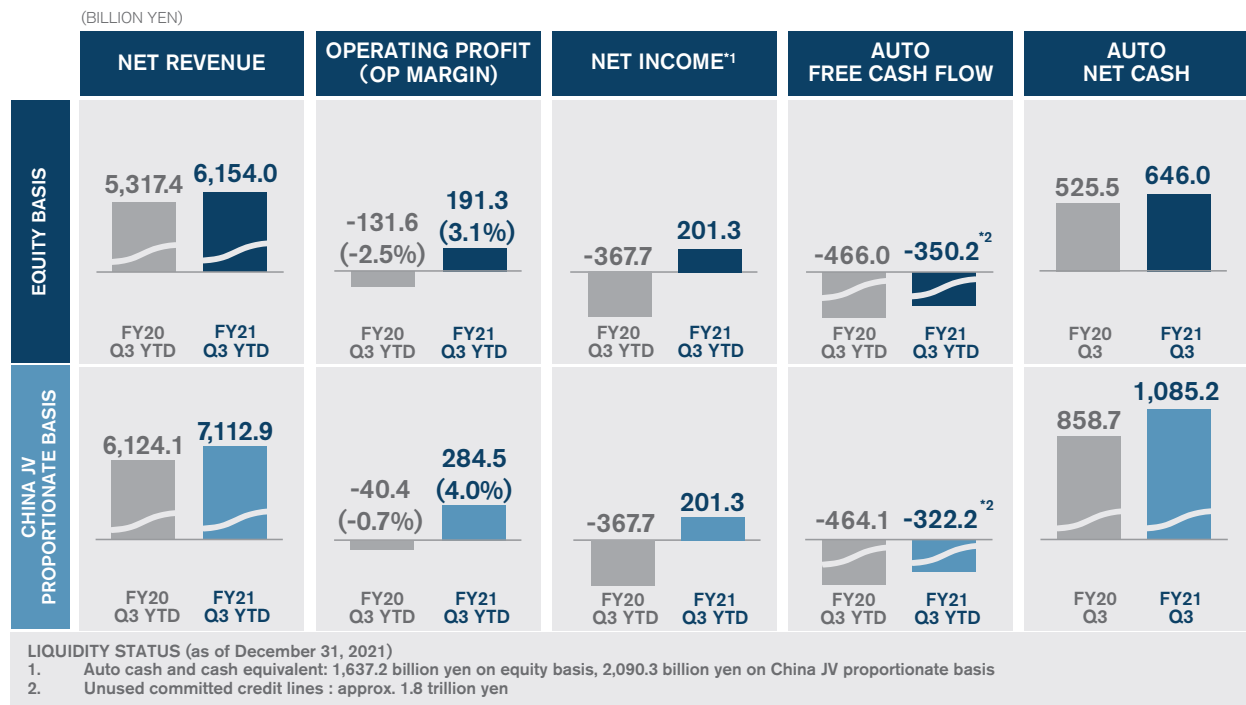 (BILLION YEN)
NET REVENUE
OPERATING PROFIT
(OP MARGIN)
NET INCOME*1
AUTO
FREE CASH FLOW
AUTO
NET CASH
EQUITY BASIS
5,317.4
6,154.0
FY20
Q3 YTD
FY21
Q3 YTD
-131.6
(-2.5%)
191.3
(3.1%)
FY20
Q3 YTD
FY21
Q3 YTD
-367.7
201.3
FY20
Q3 YTD
FY21
Q3 YTD
-466.0
-350.2*2
FY20
Q3 YTD
FY21
Q3 YTD
525.5
646.0
FY20
Q3
FY21
Q3
CHINA JV
PROPORTIONATE BASIS
6,124.1
7,112.9
FY20
Q3 YTD
FY21
Q3 YTD
-40.4
(-0.7%)
284.5
(4.0%)
FY20
Q3 YTD
FY21
Q3 YTD
-367.7
201.3
FY20
Q3 YTD
FY21
Q3 YTD
-464.1
-322.2*2
FY20
Q3 YTD
FY21
Q3 YTD
858.7
1,085.2
FY20
Q3
FY21
Q3
LIQUIDITY STATUS (as of December 31, 2021)
1. Auto cash and cash equivalent: 1,637.2 billion yen on equity basis, 2,090.3 billion yen on China JV proportionate basis
2. Unused committed credit lines : approx. 1.8 trillion yen